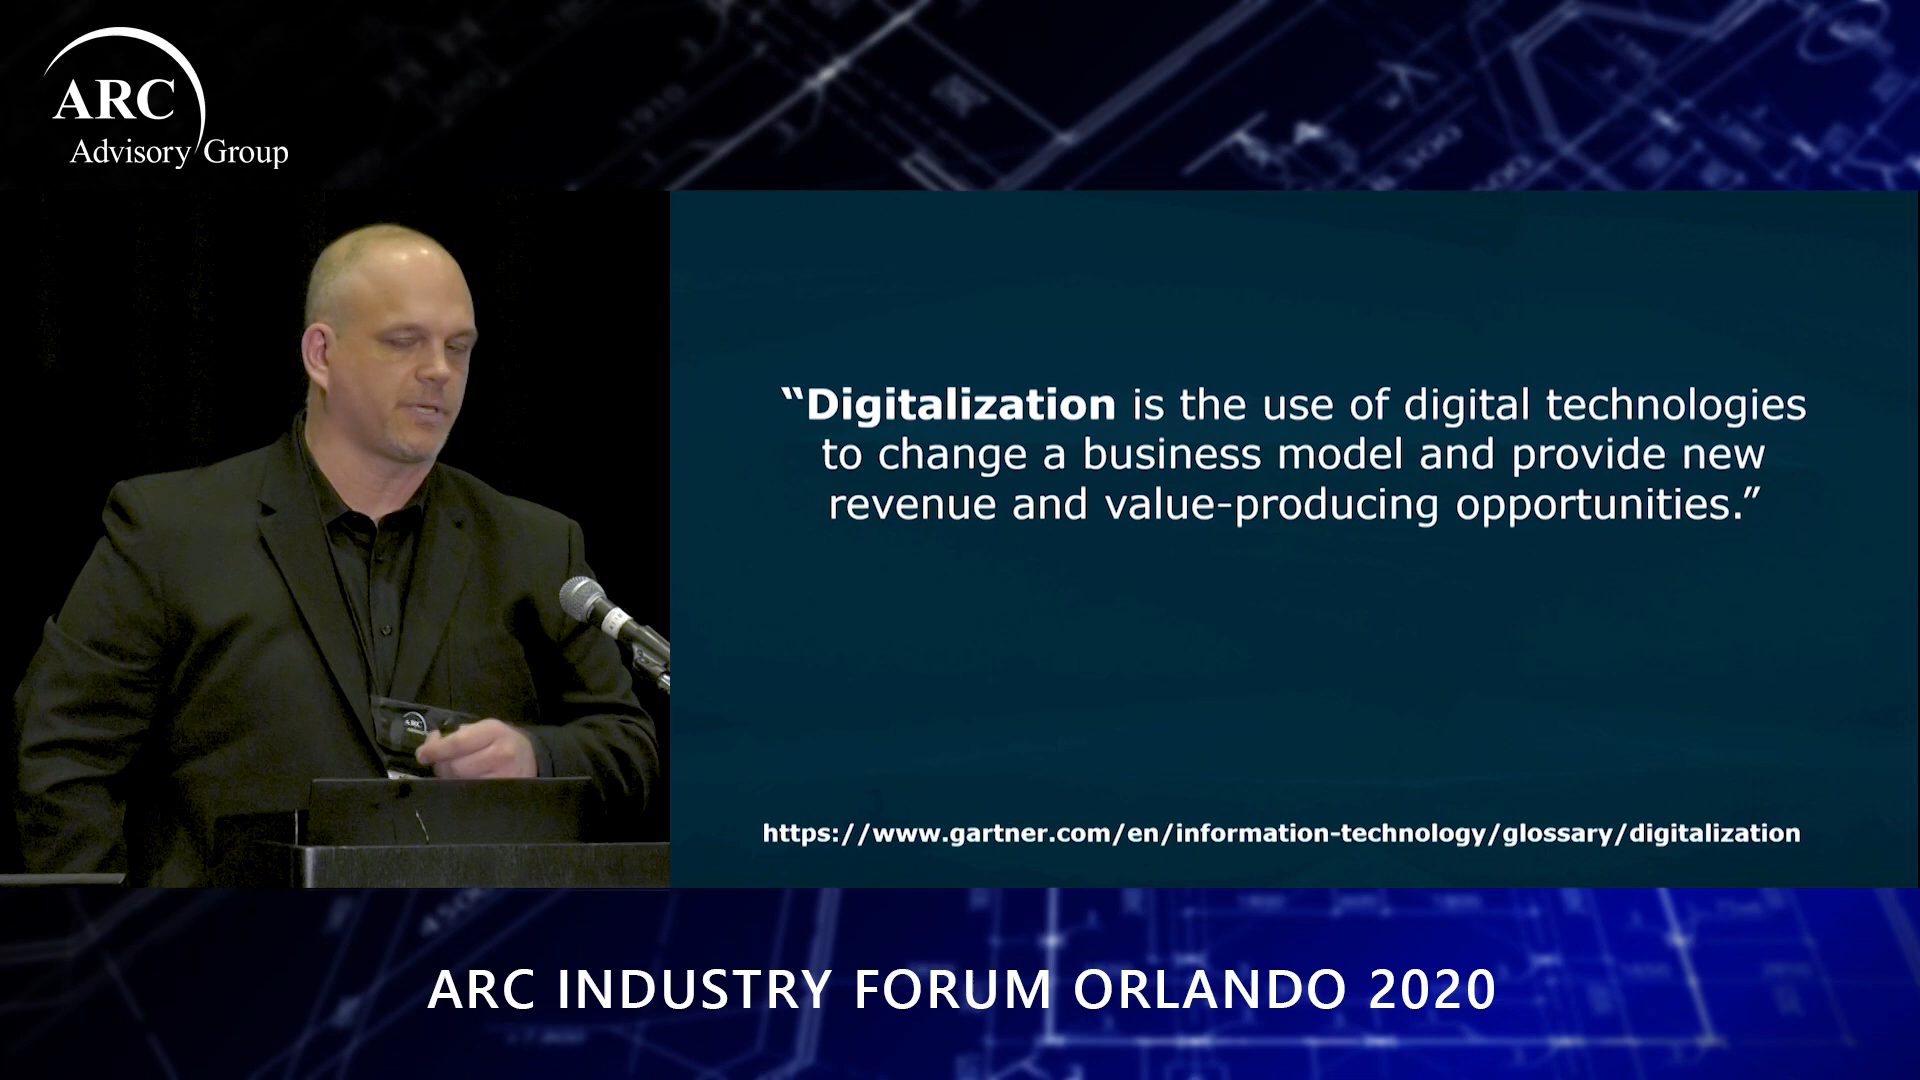 ARC
Advisory Group
“Digitalization is the use of digital technologies
to change a business model and provide new
revenue and value-producing opportunities.”
ARC
https://www.gartner.com/en/information-technology/glossary/digitalization
ARC INDUSTRY FORUM ORLANDO 2020